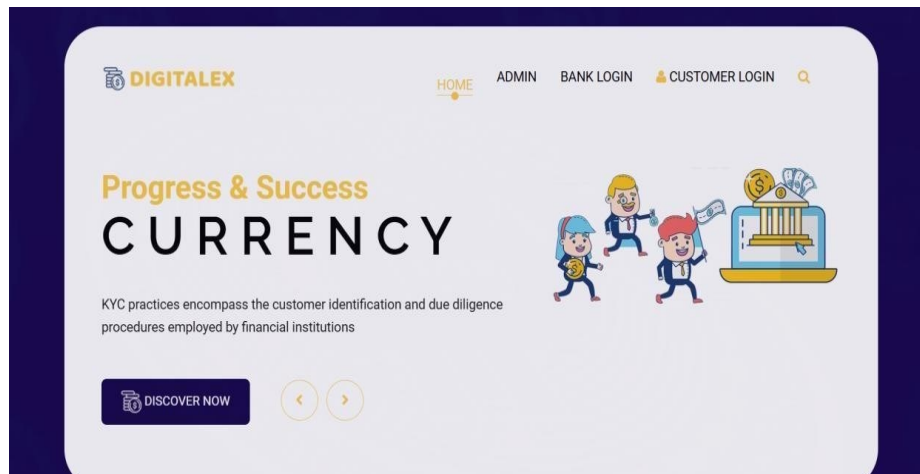 DIGITALEX
HOME ADMIN BANK LOGIN CUSTOMER LOGIN
Progress & Success
CURRENCY
KYC practices encompass the customer identification and due diligence
procedures employed by financial institutions
DISCOVER NOW